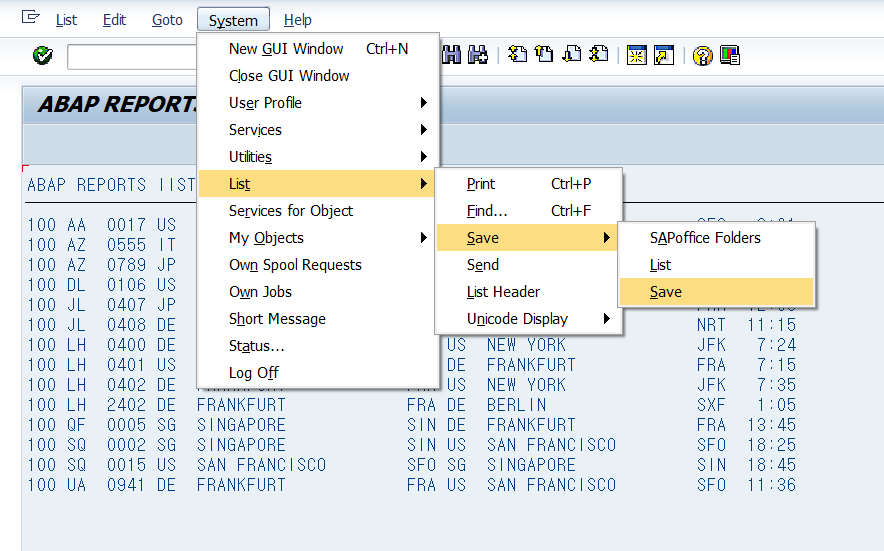 List Edit Goto System Help
New GUI Window Ctrl+N
Close GUI Window
User Profile
Services
Utilities
List
Services for Object
My Objects
Own Spool Requests
Own Jobs
Short Message
Status...
Log Off
Print Ctrl+P
Find... Ctrl+F
Save
Send
List Header
Unicode Display
SAPoffice Folders
List
Save
ABAP REPORT
ABAP REPORTS
100 AA 0017 US
100 AZ 0555 IT
100 AZ 0789 JP
100 DL 0106 US
100 JL 0407 JP
100 JL 0408 DE NRT 11:15
100 LH 0400 DE US NEW YORK JFK 7:24
100 LH 0401 US DE FRANKFURT FRA 7:15
100 LH 0402 DE US NEW YORK JFK 7:35
100 LH 2402 DE FRANKFURT FRA DE BERLIN SXF 1:05
100 QF 0005 SG SINGAPORE SIN DE FRANKFURT FRA 13:45
100 SQ 0002 SG SINGAPORE SIN US SAN FRANCISCO SFO 18:25
100 SQ 0015 US SAN FRANCISCO SFO SG SINGAPORE SIN 18:45
100 UA 0941 DE FRANKFURT FRA US SAN FRANCISCO SFO 11:36